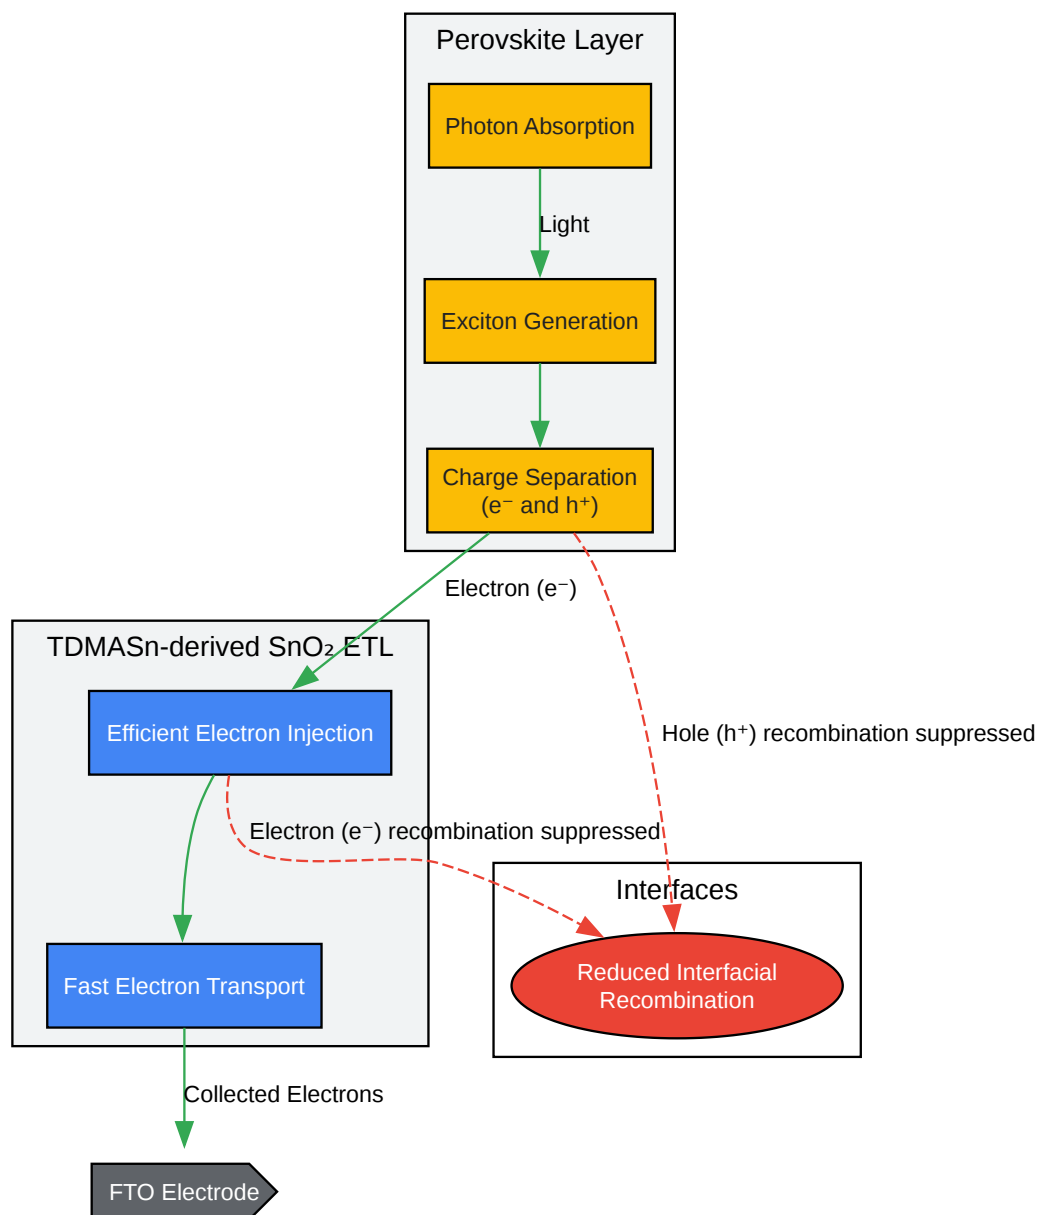 Perovskite Layer
Photon Absorption
Light
Exciton Generation
Charge Separation
(e⁻ and h⁺)
Electron (e⁻)
TDMASn-derived SnO₂ ETL
Efficient Electron Injection
Hole (h⁺) recombination suppressed
Electron (e⁻) recombination suppressed
Interfaces
Reduced Interfacial
Recombination
Fast Electron Transport
Collected Electrons
FTO Electrode